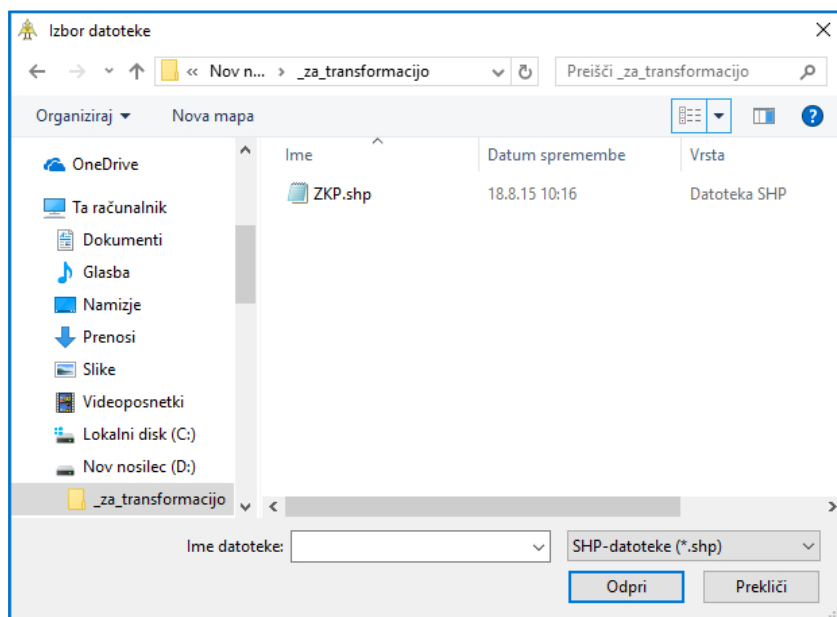 Izbor datoteke
« Nov n... › _za_transformacijo
Preišči _za_transformacijo
Organiziraj
Nova mapa
OneDrive
Ta računalnik
Dokumenti
Glasba
Namizje
Prenosi
Slike
Videoposnetki
Lokalni disk (C:)
Nov nosilec (D:)
_za_transformacijo
Ime Datum spremembe Vrsta
ZKP.shp 18.8.15 10:16 Datoteka SHP
Ime datoteke:
SHP-datoteke (*.shp)
Odpri Prekliči